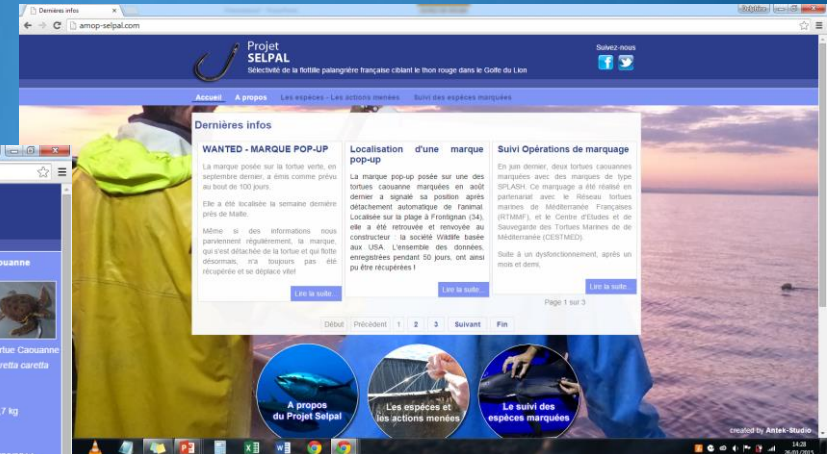 Dernières infos
amop-selpal.com
Projet
SELPAL
Sélectivité de la flottille palangrière française ciblant le thon rouge dans le Golfe du Lion
Suivez-nous
Accueil A propos Les espèces - Les actions menées Suivi des espèces marquées
Dernières infos
WANTED - MARQUE POP-UP
La marque posée sur la tortue verte, en
septembre dernier, a émis comme prévu
au bout de 100 jours.
Elle a été localisée la semaine dernière
près de Malte.
Même si des informations nous
parviennent régulièrement, la marque,
qui s'est détachée de la tortue et qui flotte
désormais, n'a toujours pas été
récupérée et se déplace vite!
Lire la suite...
Localisation d'une marque
pop-up
La marque pop-up posée sur une des
tortues caouanne marquées en août
dernier a signalé sa position après
détachement automatique de l'animal.
Localisée sur la plage à Frontignan (34),
elle a été retrouvée et renvoyée au
constructeur : la société Wildlife basée
aux USA. L'ensemble des données,
enregistrées pendant 50 jours, ont ainsi
pu être récupérées !
Lire la suite...
Suivi Opérations de marquage
En juin dernier, deux tortues caouannes
marquées avec des marques de type
SPLASH. Ce marquage a été réalisé en
partenariat avec le Réseau tortues
marines de Méditerranée Françaises
(RTMMF), et le Centre d'Etudes et de
Sauvegarde des Tortues Marines de de
Méditerranée (CESTMED).
Suite à un dysfonctionnement, après un
mois et demi,
Lire la suite...
Page 1 sur 3
Début Précédent 1 2 3 Suivant Fin
A propos
du Projet Selpal
Les espèces et
les actions menées
Le suivi des
espèces marquées
created by Antek-Studio
14:28
26/01/2015
ouanne
rtue Caouanne
retta caretta
,7 kg